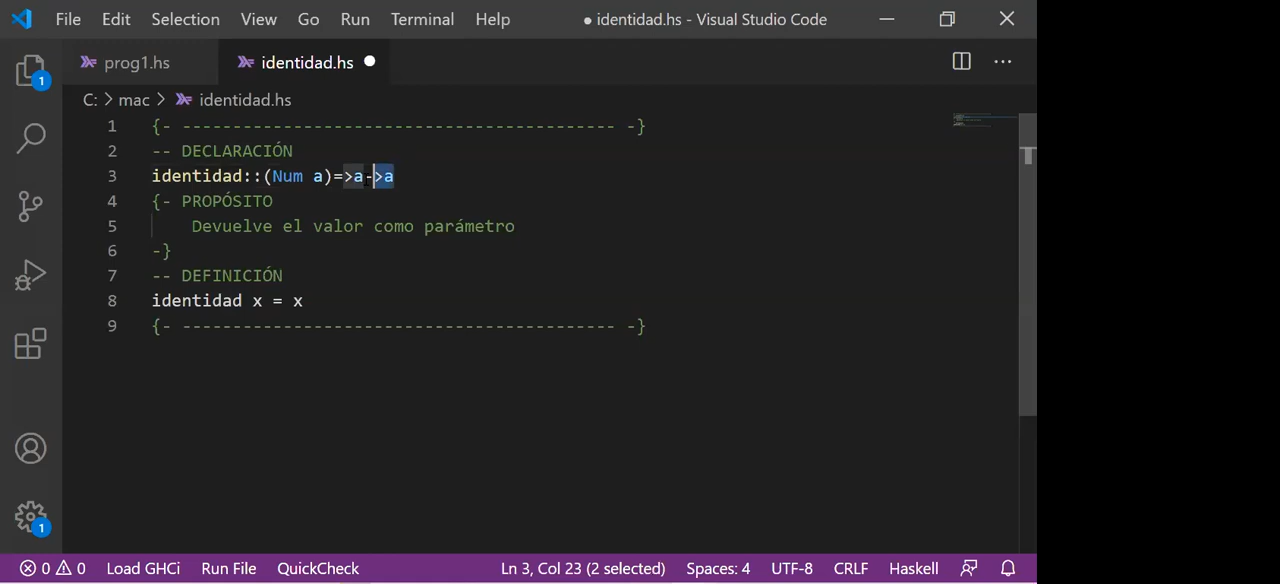 File Edit Selection View Go Run Terminal Help ● identidad.hs - Visual Studio Code
prog1.hs identidad.hs
C: > mac > identidad.hs
1 {- ------------------------------------------- -}
2 -- DECLARACIÓN
3 identidad::(Num a)=>a->a
4 {- PROPÓSITO
5 Devuelve el valor como parámetro
6 -}
7 -- DEFINICIÓN
8 identidad x = x
9 {- ------------------------------------------- -}
1
1
0 0 Load GHCi Run File QuickCheck Ln 3, Col 23 (2 selected) Spaces: 4 UTF-8 CRLF Haskell